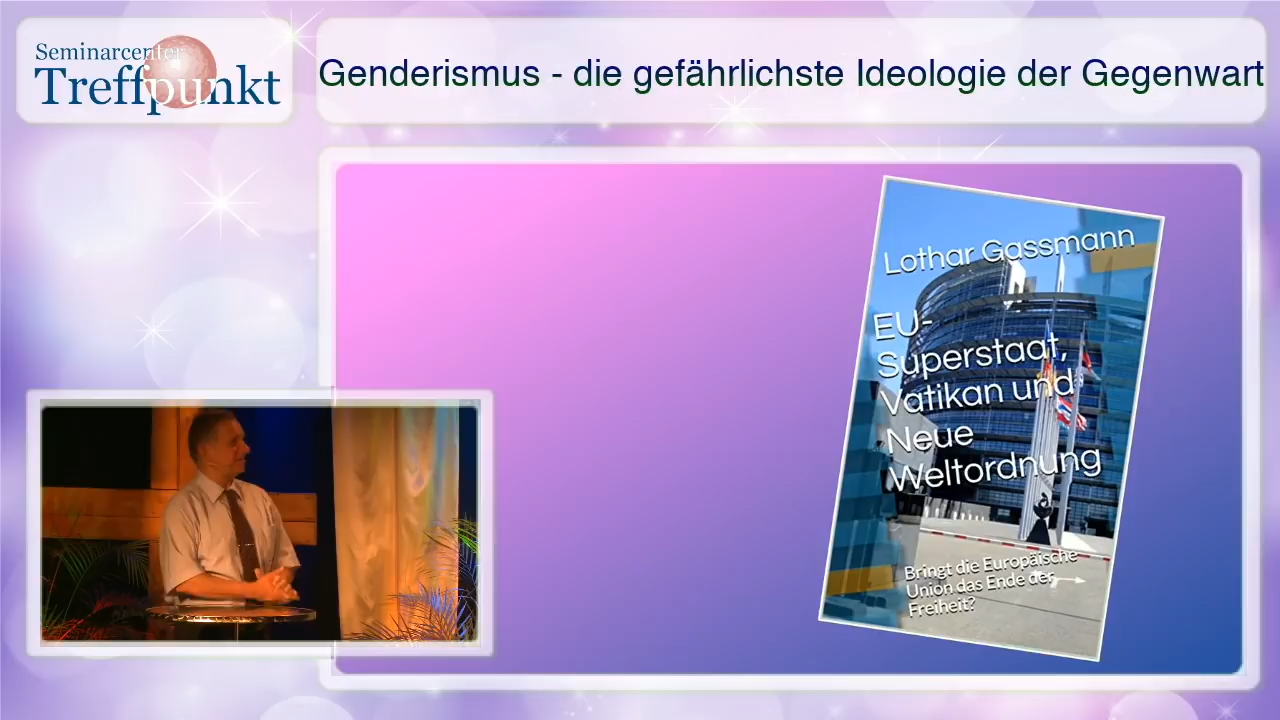 Seminarcenter
Treffpunkt
Genderismus - die gefährlichste Ideologie der Gegenwart
Lothar Gassmann
EU-
Superstaat,
Vatikan und
Neue
Weltordnung
Bringt die Europäische
Union das Ende der
Freiheit?